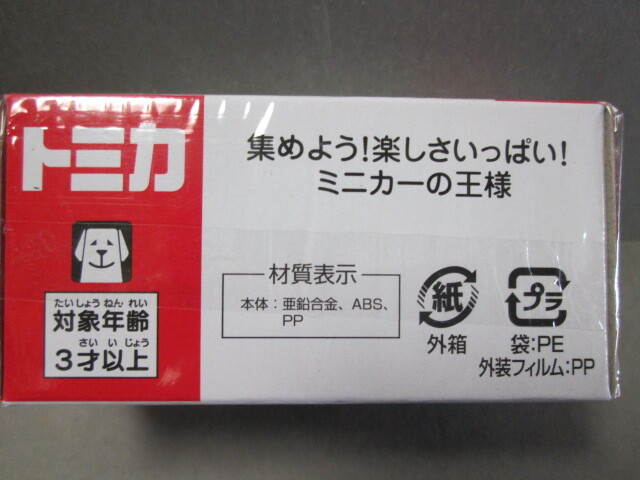 トミカ
集めよう!楽しさいっぱい!
ミニカーの王様
たいしょうねんれい
対象年齢
さいいじょう
3才以上
材質表示
本体:亜鉛合金、ABS、
PP
紙
外箱
プラ
袋:PE
外装フィルム:PP